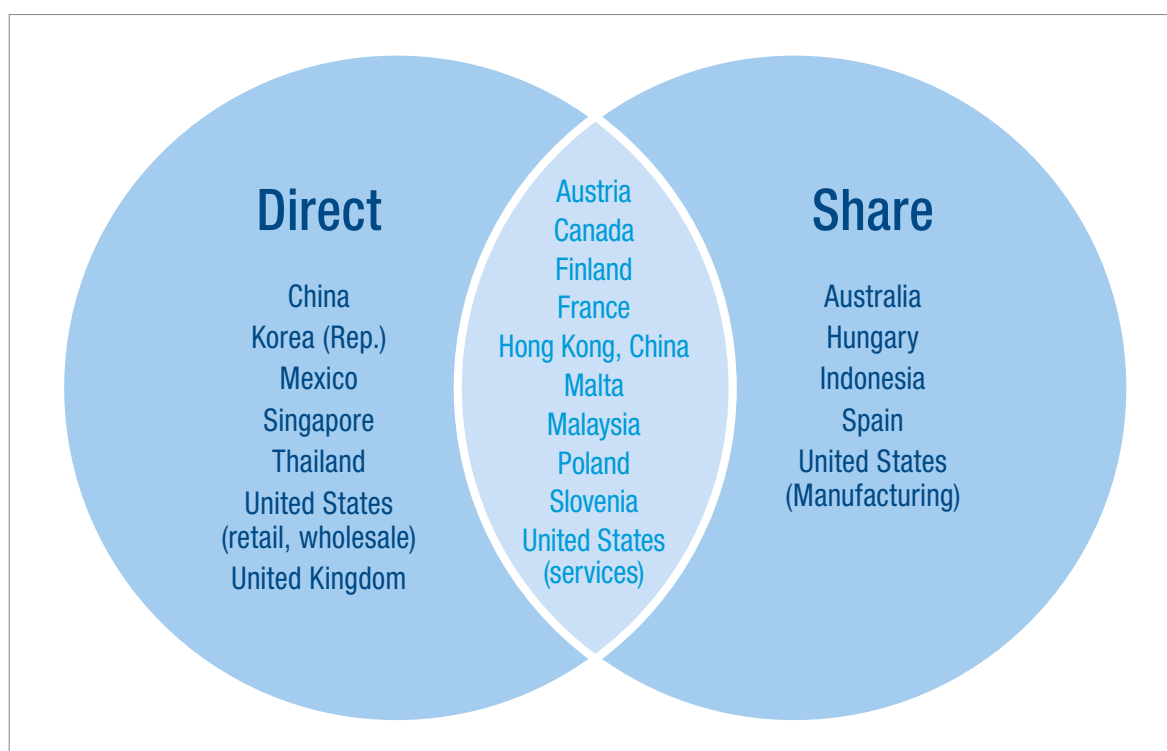 Direct
China
Korea (Rep.)
Mexico
Singapore
Thailand
United States
(retail, wholesale)
United Kingdom
Austria
Canada
Finland
France
Hong Kong, China
Malta
Malaysia
Poland
Slovenia
United States
(services)
Share
Australia
Hungary
Indonesia
Spain
United States
(Manufacturing)